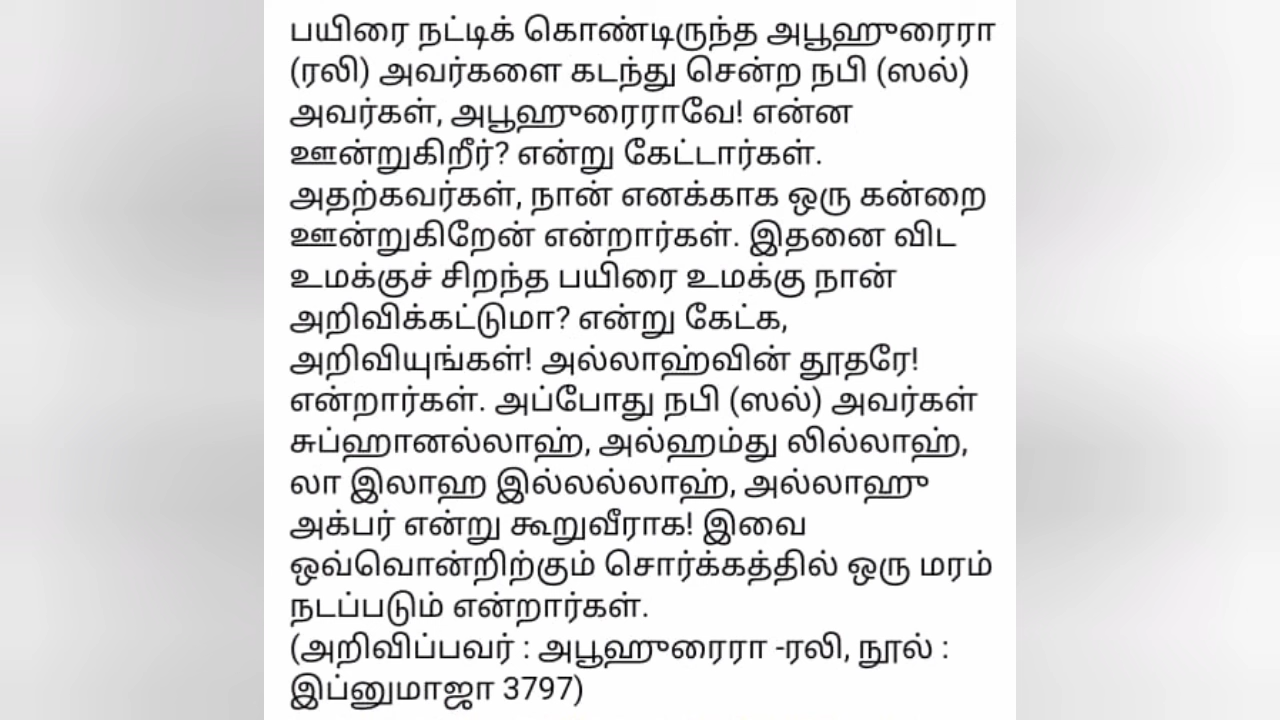 பயிரை நட்டிக் கொண்டிருந்த அபூஹுரைரா
(ரலி) அவர்களை கடந்து சென்ற நபி (ஸல்)
அவர்கள், அபூஹுரைராவே! என்ன
ஊன்றுகிறீர்? என்று கேட்டார்கள்.
அதற்கவர்கள், நான் எனக்காக ஒரு கன்றை
ஊன்றுகிறேன் என்றார்கள். இதனை விட
உமக்குச் சிறந்த பயிரை உமக்கு நான்
அறிவிக்கட்டுமா? என்று கேட்க,
அறிவியுங்கள்! அல்லாஹ்வின் தூதரே!
என்றார்கள். அப்போது நபி (ஸல்) அவர்கள்
சுப்ஹானல்லாஹ், அல்ஹம்து லில்லாஹ்,
லா இலாஹ இல்லல்லாஹ், அல்லாஹு
அக்பர் என்று கூறுவீராக! இவை
ஒவ்வொன்றிற்கும் சொர்க்கத்தில் ஒரு மரம்
நடப்படும் என்றார்கள்.
(அறிவிப்பவர் : அபூஹுரைரா -ரலி, நூல் :
இப்னுமாஜா 3797)